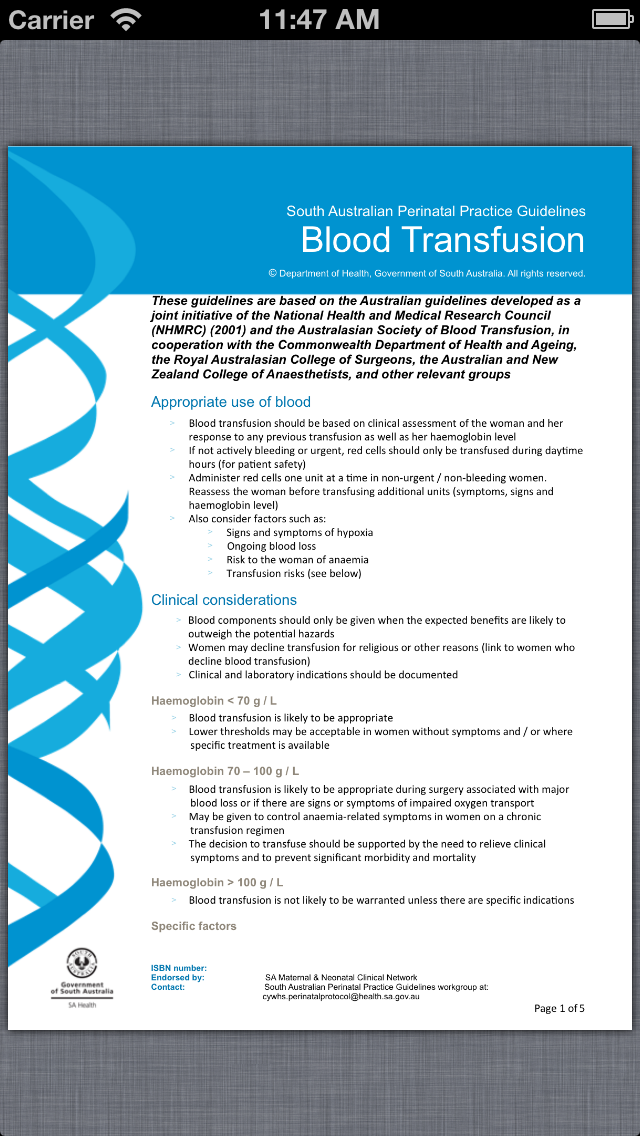 Carrier 11:47 AM
South Australian Perinatal Practice Guidelines
Blood Transfusion
© Department of Health, Government of South Australia. All rights reserved.
These guidelines are based on the Australian guidelines developed as a
joint initiative of the National Health and Medical Research Council
(NHMRC) (2001) and the Australasian Society of Blood Transfusion, in
cooperation with the Commonwealth Department of Health and Ageing,
the Royal Australasian College of Surgeons, the Australian and New
Zealand College of Anaesthetists, and other relevant groups
Appropriate use of blood
> Blood transfusion should be based on clinical assessment of the woman and her
response to any previous transfusion as well as her haemoglobin level
> If not actively bleeding or urgent, red cells should only be transfused during daytime
hours (for patient safety)
> Administer red cells one unit at a time in non-urgent / non-bleeding women.
Reassess the woman before transfusing additional units (symptoms, signs and
haemoglobin level)
> Also consider factors such as:
> Signs and symptoms of hypoxia
> Ongoing blood loss
> Risk to the woman of anaemia
> Transfusion risks (see below)
Clinical considerations
> Blood components should only be given when the expected benefits are likely to
outweigh the potential hazards
> Women may decline transfusion for religious or other reasons (link to women who
decline blood transfusion)
> Clinical and laboratory indications should be documented
Haemoglobin < 70 g / L
> Blood transfusion is likely to be appropriate
> Lower thresholds may be acceptable in women without symptoms and / or where
specific treatment is available
Haemoglobin 70 – 100 g / L
> Blood transfusion is likely to be appropriate during surgery associated with major
blood loss or if there are signs or symptoms of impaired oxygen transport
> May be given to control anaemia-related symptoms in women on a chronic
transfusion regimen
> The decision to transfuse should be supported by the need to relieve clinical
symptoms and to prevent significant morbidity and mortality
Haemoglobin > 100 g / L
> Blood transfusion is not likely to be warranted unless there are specific indications
Specific factors
SOUTH AUSTRALIA
Government
of South Australia
SA Health
ISBN number:
Endorsed by: SA Maternal & Neonatal Clinical Network
Contact: South Australian Perinatal Practice Guidelines workgroup at:
cywhs.perinatalprotocol@health.sa.gov.au
Page 1 of 5